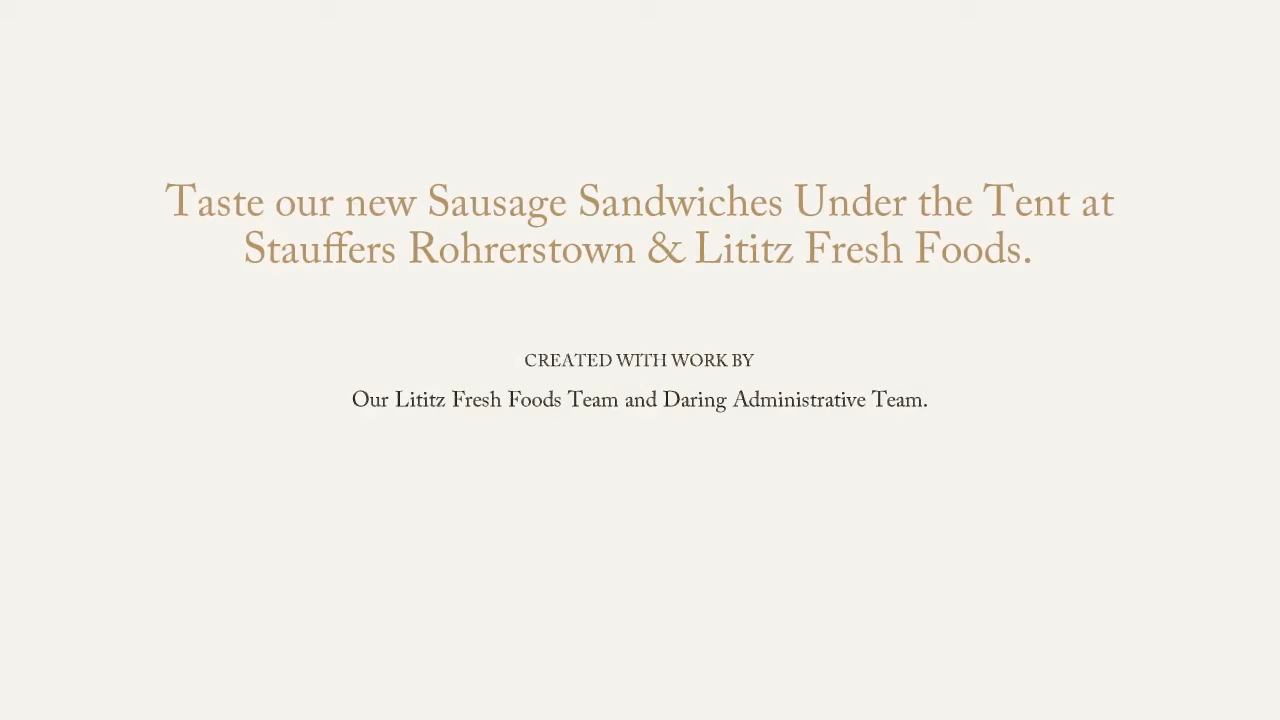 Taste our new Sausage Sandwiches Under the Tent at
Stauffers Rohrerstown & Lititz Fresh Foods.
CREATED WITH WORK BY
Our Lititz Fresh Foods Team and Daring Administrative Team.